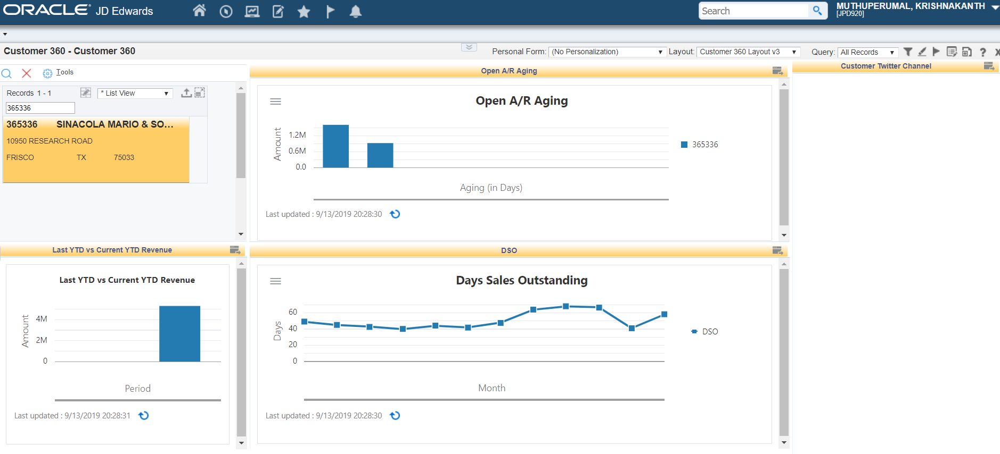 ORACLE® JD Edwards
Search
MUTHUPERUMAL, KRISHNAKANTH
[JPD920]
Customer 360 - Customer 360
Personal Form: (No Personalization) Layout: Customer 360 Layout v3 Query: All Records
Tools
Records 1 - 1
* List View
365336
365336 SINACOLA MARIO & SO...
10950 RESEARCH ROAD
FRISCO TX 75033
Open A/R Aging
Open A/R Aging
Amount
1.2M
0.6M
0.0
365336
Aging (in Days)
Last updated : 9/13/2019 20:28:30
Customer Twitter Channel
Last YTD vs Current YTD Revenue
Last YTD vs Current YTD Revenue
Amount
4M
2M
0
Period
Last updated : 9/13/2019 20:28:31
DSO
Days Sales Outstanding
Days
60
40
20
0
DSO
Month
Last updated : 9/13/2019 20:28:30